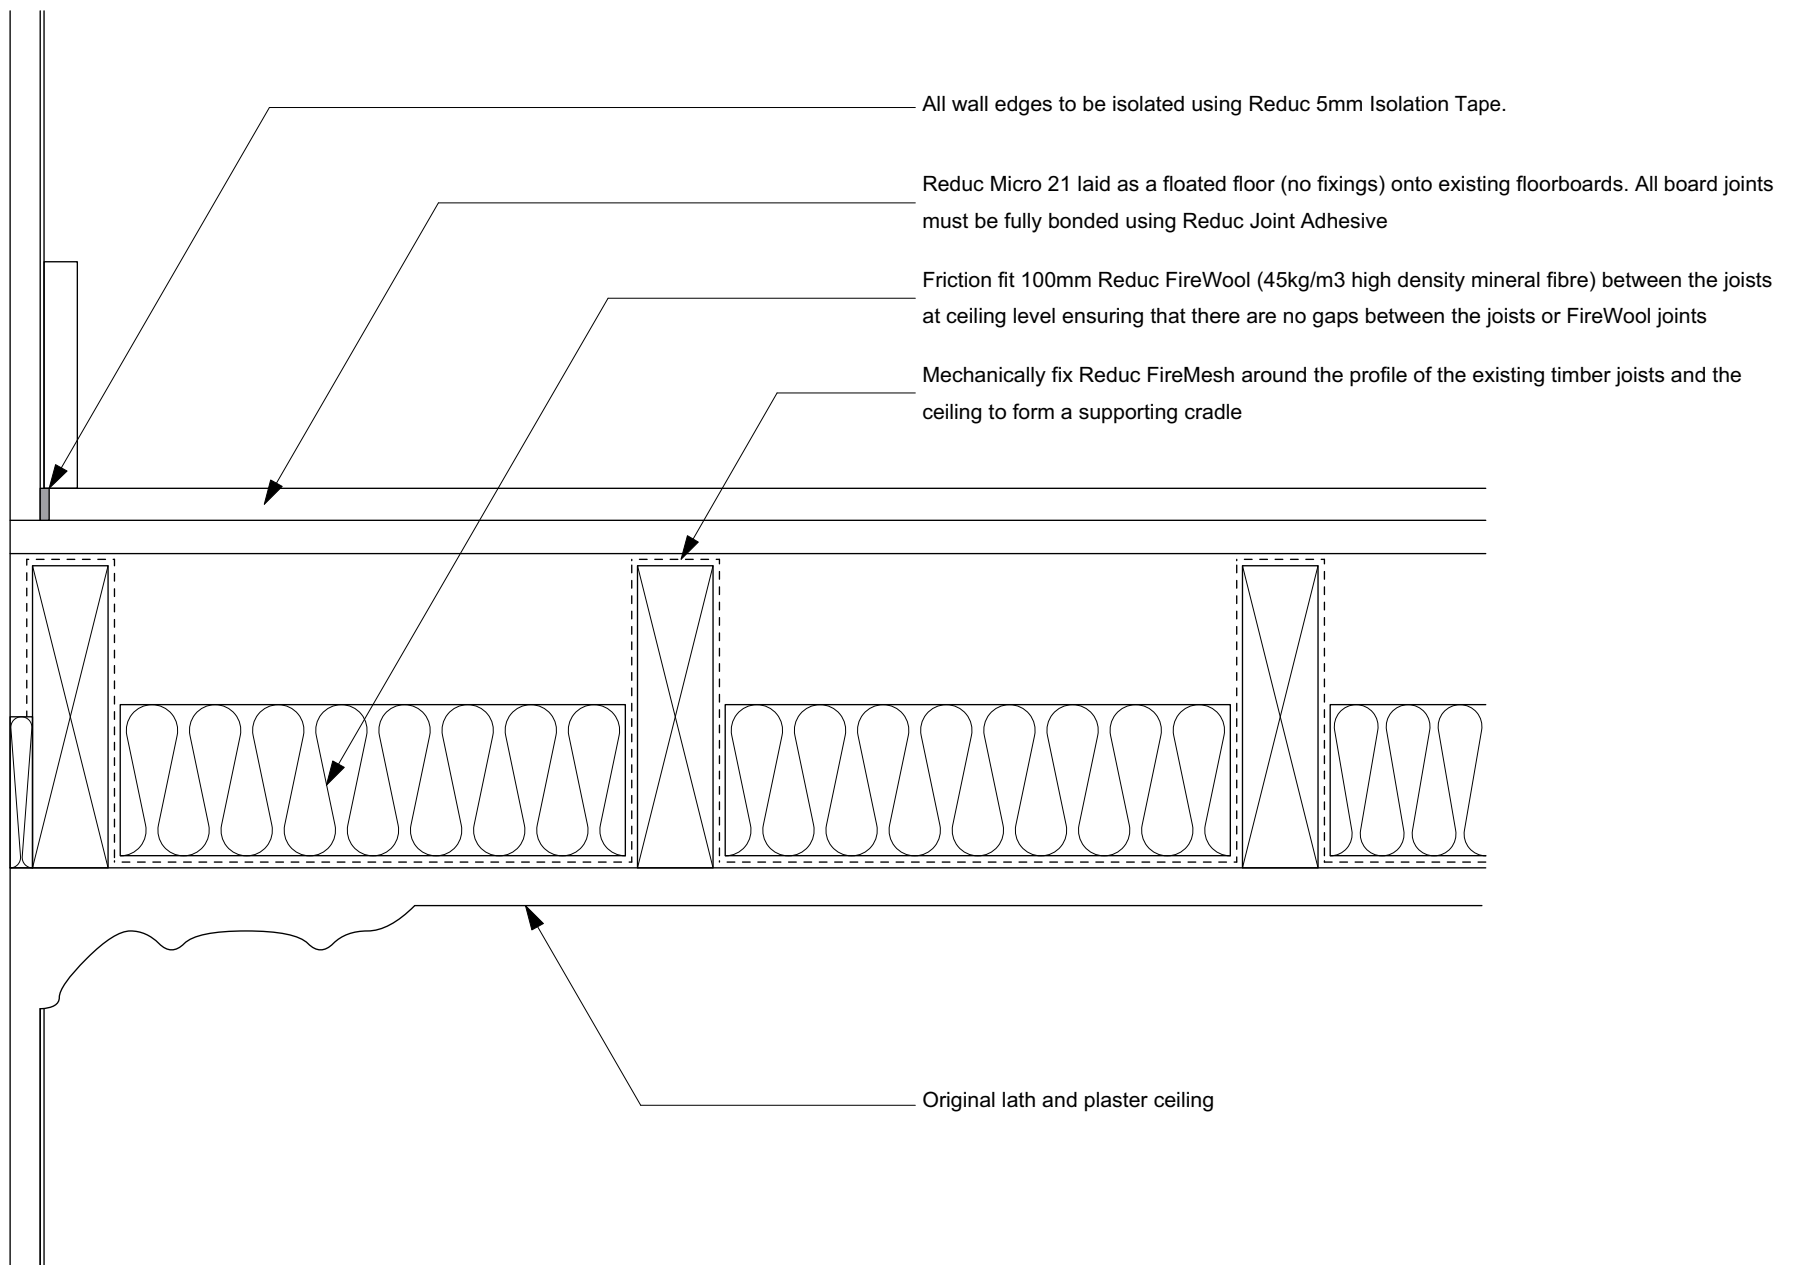 All wall edges to be isolated using Reduc 5mm Isolation Tape.
Reduc Micro 21 laid as a floated floor (no fixings) onto existing floorboards. All board joints
must be fully bonded using Reduc Joint Adhesive
Friction fit 100mm Reduc FireWool (45kg/m3 high density mineral fibre) between the joists
at ceiling level ensuring that there are no gaps between the joists or FireWool joints
Mechanically fix Reduc FireMesh around the profile of the existing timber joists and the
ceiling to form a supporting cradle
Original lath and plaster ceiling